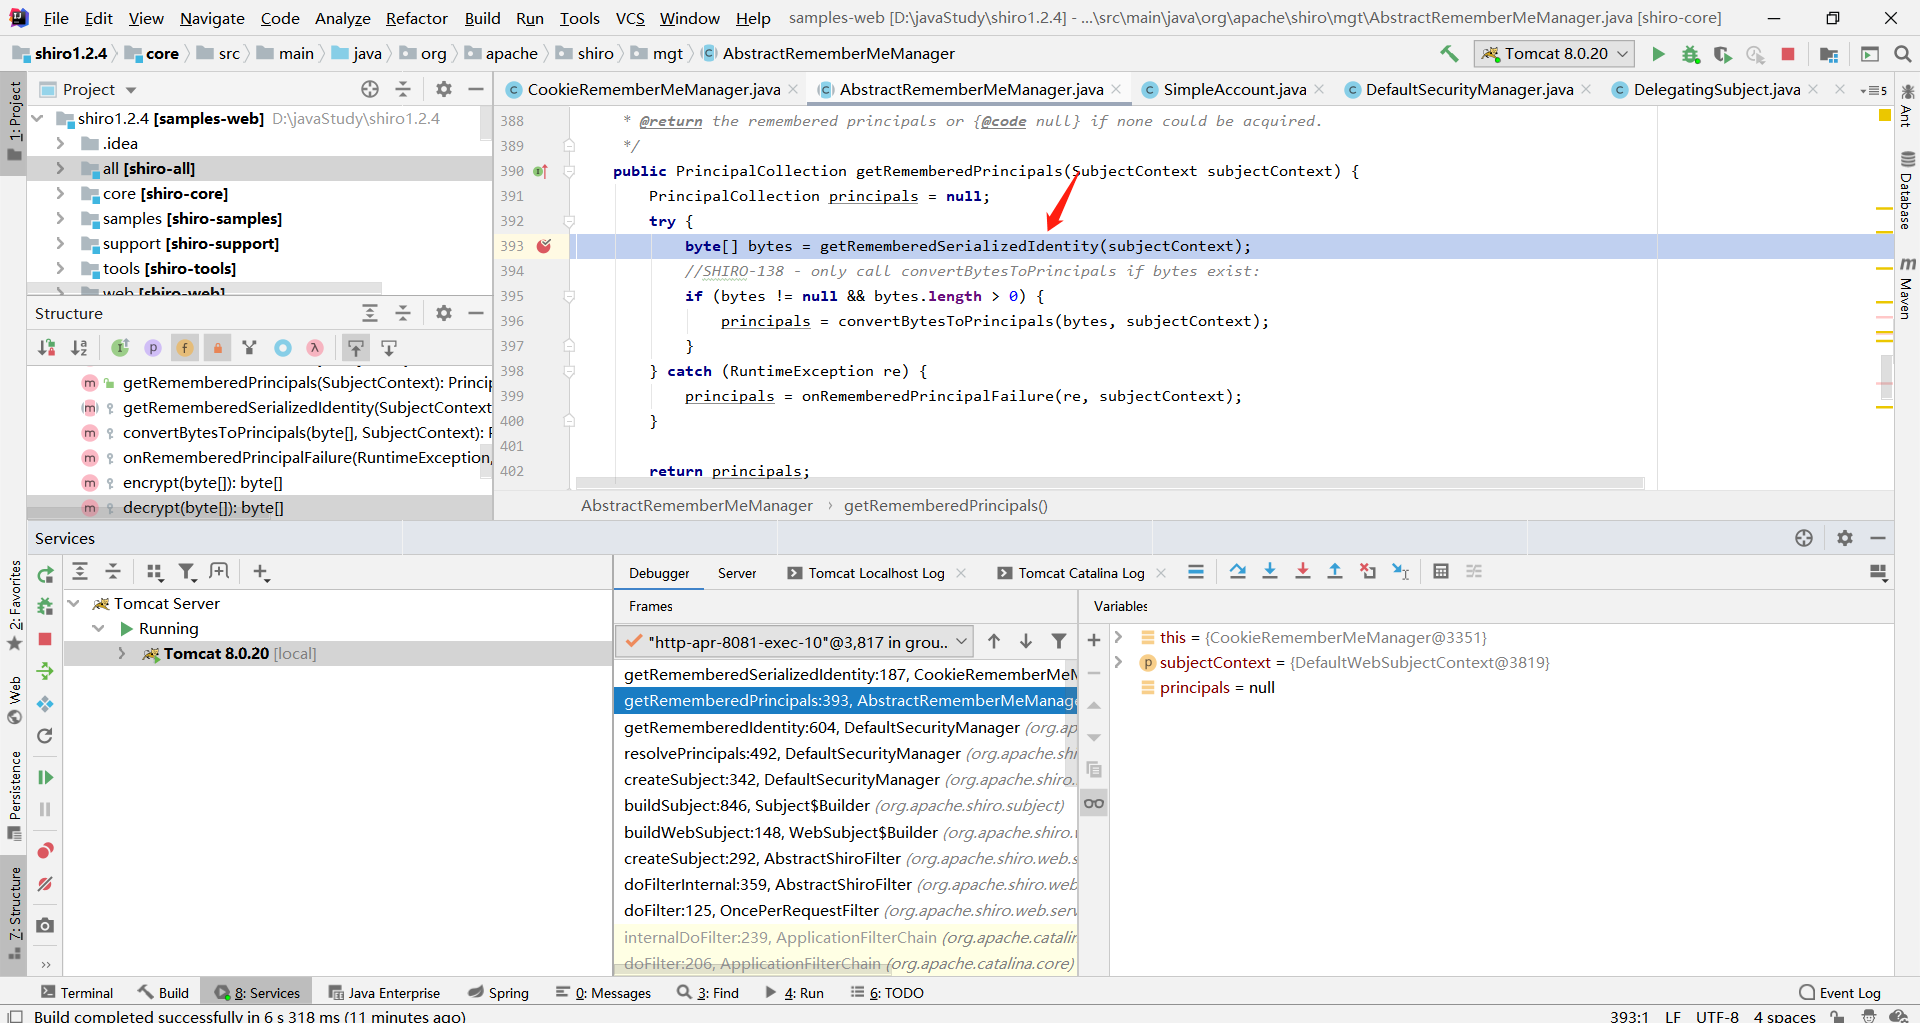 File Edit View Navigate Code Analyze Refactor Build Run Tools VCS Window Help samples-web [D:\javaStudy\shiro1.2.4] - ...\src\main\java\org\apache\shiro\mgt\AbstractRememberMeManager.java [shiro-core]
shiro1.2.4 core src main java org apache shiro mgt AbstractRememberMeManager Tomcat 8.0.20
1: Project
Project
CookieRememberMeManager.java AbstractRememberMeManager.java SimpleAccount.java DefaultSecurityManager.java DelegatingSubject.java 5
shiro1.2.4 [samples-web] D:\javaStudy\shiro1.2.4
.idea
all [shiro-all]
core [shiro-core]
samples [shiro-samples]
support [shiro-support]
tools [shiro-tools]
web [shiro-web]
388 * @return the remembered principals or {@code null} if none could be acquired.
389 */
390 public PrincipalCollection getRememberedPrincipals(SubjectContext subjectContext) {
391 PrincipalCollection principals = null;
392 try {
393 byte[] bytes = getRememberedSerializedIdentity(subjectContext);
394 //SHIRO-138 - only call convertBytesToPrincipals if bytes exist:
395 if (bytes != null && bytes.length > 0) {
396 principals = convertBytesToPrincipals(bytes, subjectContext);
397 }
398 } catch (RuntimeException re) {
399 principals = onRememberedPrincipalFailure(re, subjectContext);
400 }
401
402 return principals;
AbstractRememberMeManager › getRememberedPrincipals()
Ant
Database
Maven
Structure
getRememberedPrincipals(SubjectContext): Princip
getRememberedSerializedIdentity(SubjectContext
convertBytesToPrincipals(byte[], SubjectContext): P
onRememberedPrincipalFailure(RuntimeException,
encrypt(byte[]): byte[]
decrypt(byte[]): byte[]
Services
2: Favorites
Web
Persistence
7: Structure
Tomcat Server
Running
Tomcat 8.0.20 [local]
Debugger Server Tomcat Localhost Log Tomcat Catalina Log
Frames
Variables
"http-apr-8081-exec-10"@3,817 in grou..
getRememberedSerializedIdentity:187, CookieRememberMeM
getRememberedPrincipals:393, AbstractRememberMeManage
getRememberedIdentity:604, DefaultSecurityManager (org.ap
resolvePrincipals:492, DefaultSecurityManager (org.apache.shi
createSubject:342, DefaultSecurityManager (org.apache.shiro.
buildSubject:846, Subject$Builder (org.apache.shiro.subject)
buildWebSubject:148, WebSubject$Builder (org.apache.shiro.
createSubject:292, AbstractShiroFilter (org.apache.shiro.web.s
doFilterInternal:359, AbstractShiroFilter (org.apache.shiro.web
doFilter:125, OncePerRequestFilter (org.apache.shiro.web.serv
internalDoFilter:239, ApplicationFilterChain (org.apache.catalin
doFilter:206, ApplicationFilterChain (org.apache.catalina.core)
this = {CookieRememberMeManager@3351}
subjectContext = {DefaultWebSubjectContext@3819}
principals = null
Terminal Build 8: Services Java Enterprise Spring 0: Messages 3: Find 4: Run 6: TODO Event Log
Build completed successfully in 6 s 318 ms (11 minutes ago) 393:1 LF UTF-8 4 spaces